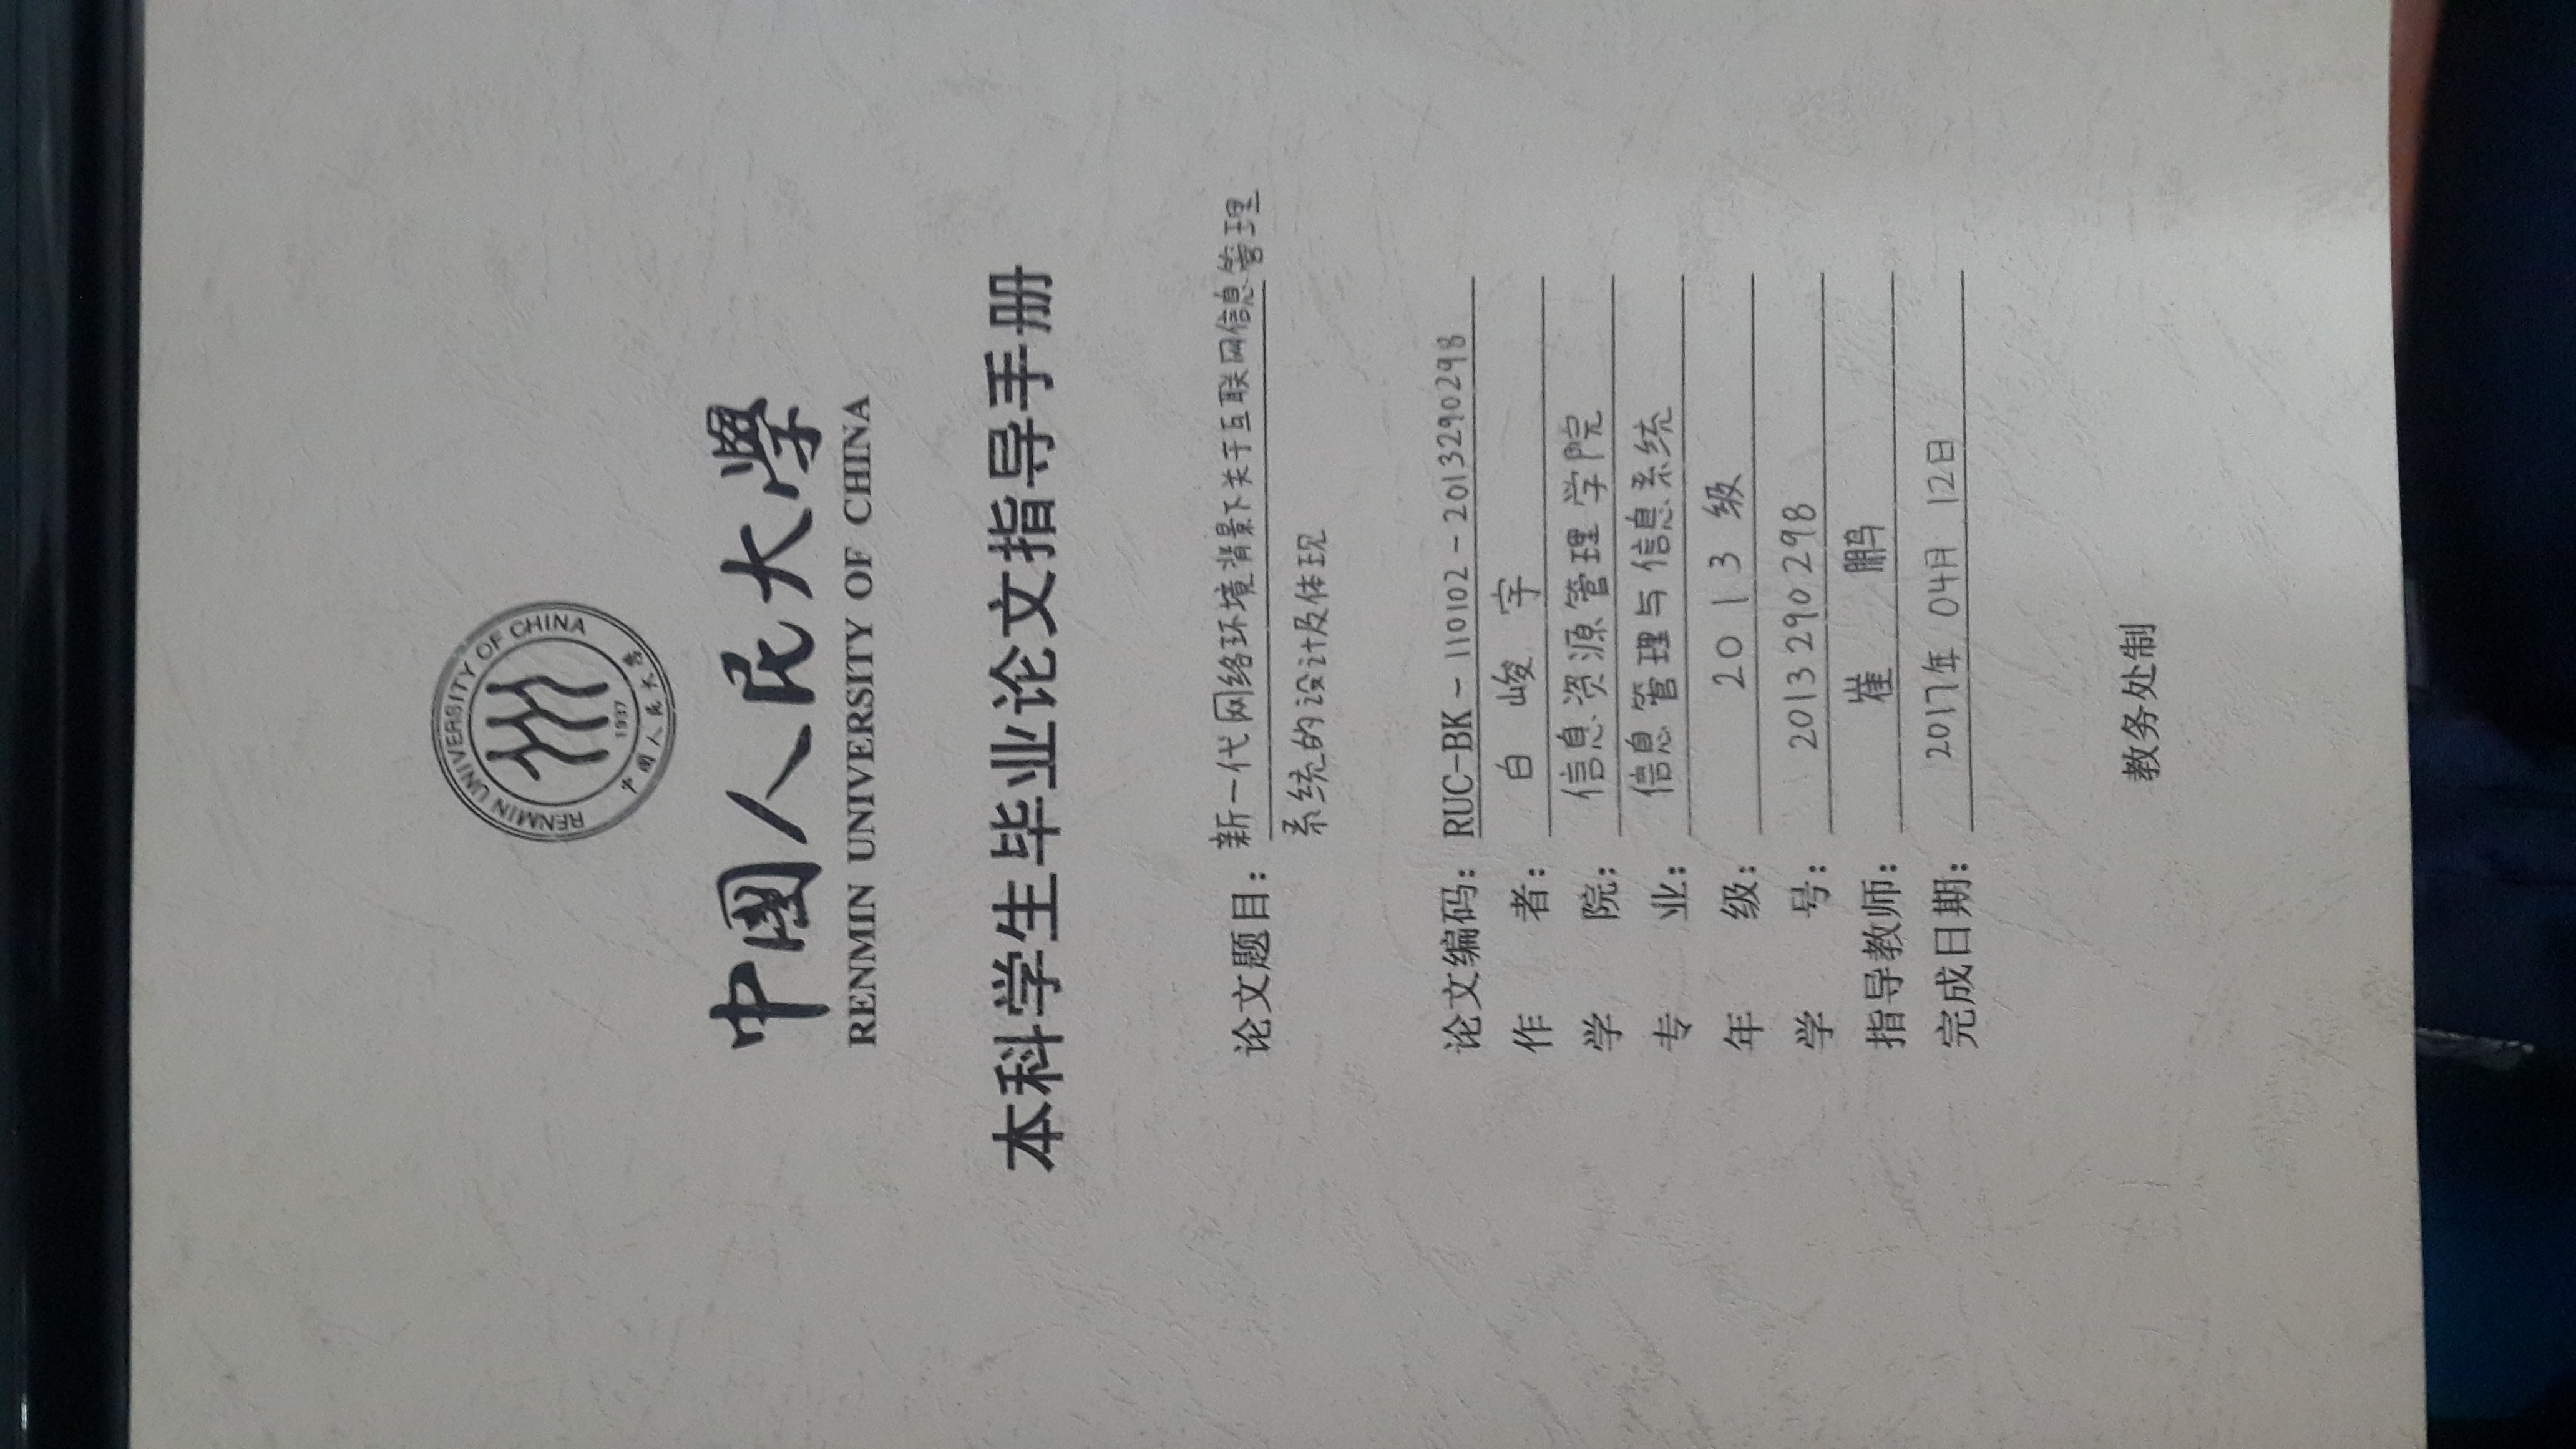 RENMIN UNIVERSITY OF CHINA
1937
中国人民大学
中國人民大學
RENMIN UNIVERSITY OF CHINA
本科学生毕业论文指导手册
论文题目：新一代网络环境背景下关于互联网信息管理
系统的设计及体现
论文编码：RUC-BK-110102-2013290298
作者：白峻宇
学院：信息资源管理学院
专业：信息管理与信息系统
年级：2013级
学号：2013290298
指导教师：崔鹏
完成日期：2017年04月12日
教务处制